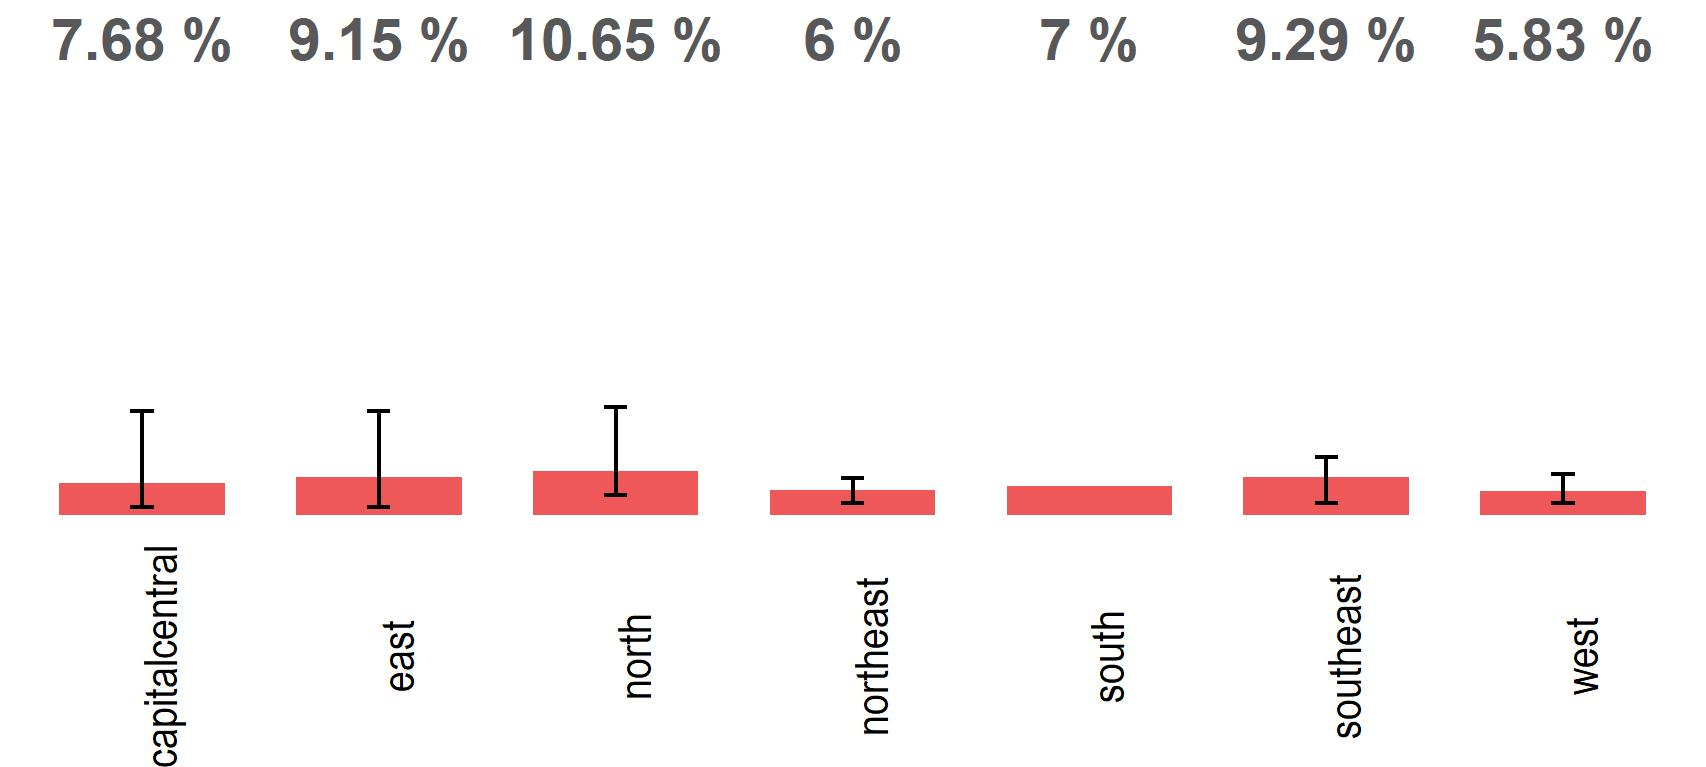 7.68 % 9.15 % 10.65 % 6 % 7 % 9.29 % 5.83 %
capitalcentral
east
north
northeast
south
southeast
west